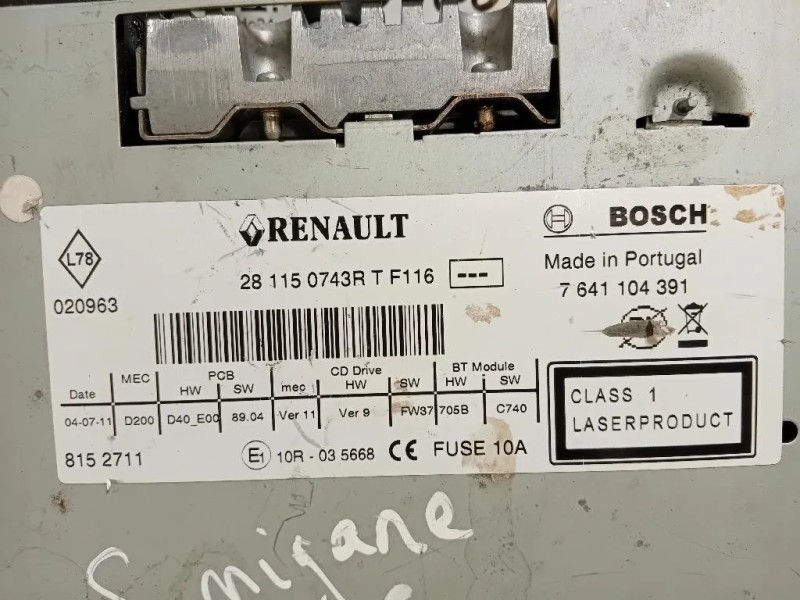 RENAULT
BOSCH
L78
28 115 0743R T F116 ---
Made in Portugal
020963
7 641 104 391
PCB CD Drive BT Module
Date MEC HW SW mec HW SW HW SW
04-07-11 D200 D40_E00 89.04 Ver 11 Ver 9 FW37 705B C740
CLASS 1
LASERPRODUCT
815 2711
E1 10R - 03 5668 CE FUSE 10A
migane